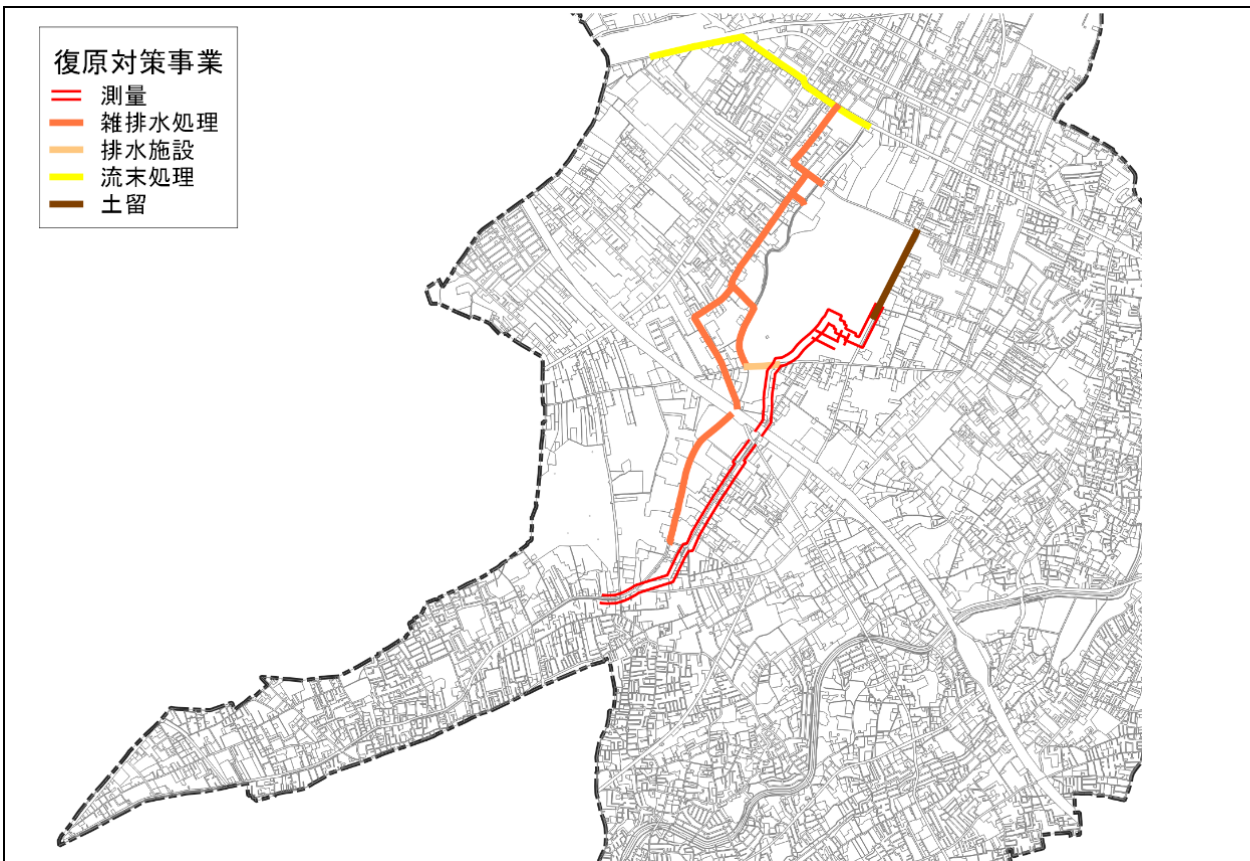 復原対策事業
測量
雑排水処理
排水施設
流末処理
土留